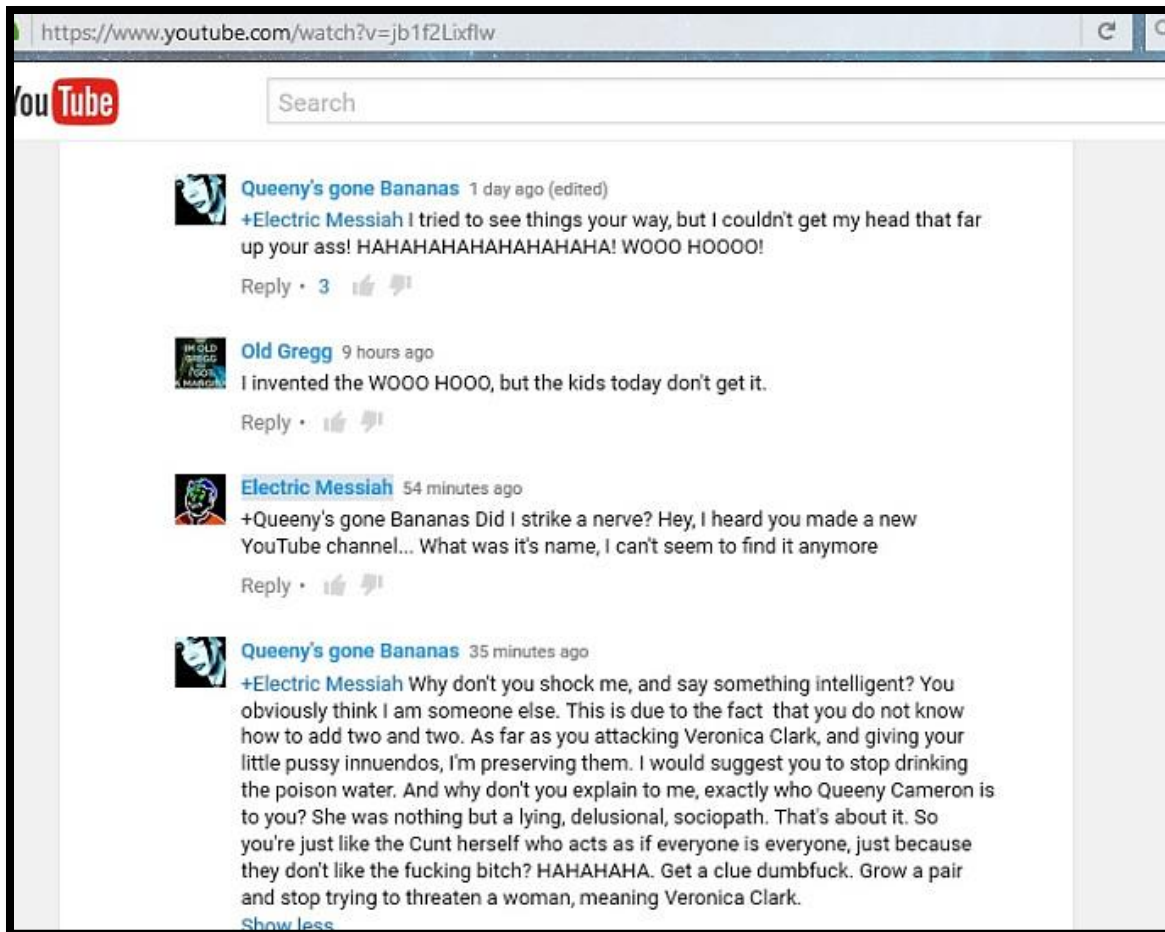 https://www.youtube.com/watch?v=jb1f2Lixflw
You Tube
Search
Queeny's gone Bananas 1 day ago (edited)
+Electric Messiah I tried to see things your way, but I couldn't get my head that far
up your ass! HAHAHAHAHAHAHAHAHA! WOOO HOOOO!
Reply • 3
IM OLD
GREGG
Old Gregg 9 hours ago
I invented the WOOO HOOO, but the kids today don't get it.
Reply •
Electric Messiah 54 minutes ago
+Queeny's gone Bananas Did I strike a nerve? Hey, I heard you made a new
YouTube channel... What was it's name, I can't seem to find it anymore
Reply •
Queeny's gone Bananas 35 minutes ago
+Electric Messiah Why don't you shock me, and say something intelligent? You
obviously think I am someone else. This is due to the fact that you do not know
how to add two and two. As far as you attacking Veronica Clark, and giving your
little pussy innuendos, I'm preserving them. I would suggest you to stop drinking
the poison water. And why don't you explain to me, exactly who Queeny Cameron is
to you? She was nothing but a lying, delusional, sociopath. That's about it. So
you're just like the Cunt herself who acts as if everyone is everyone, just because
they don't like the fucking bitch? HAHAHAHA. Get a clue dumbfuck. Grow a pair
and stop trying to threaten a woman, meaning Veronica Clark.
Show less